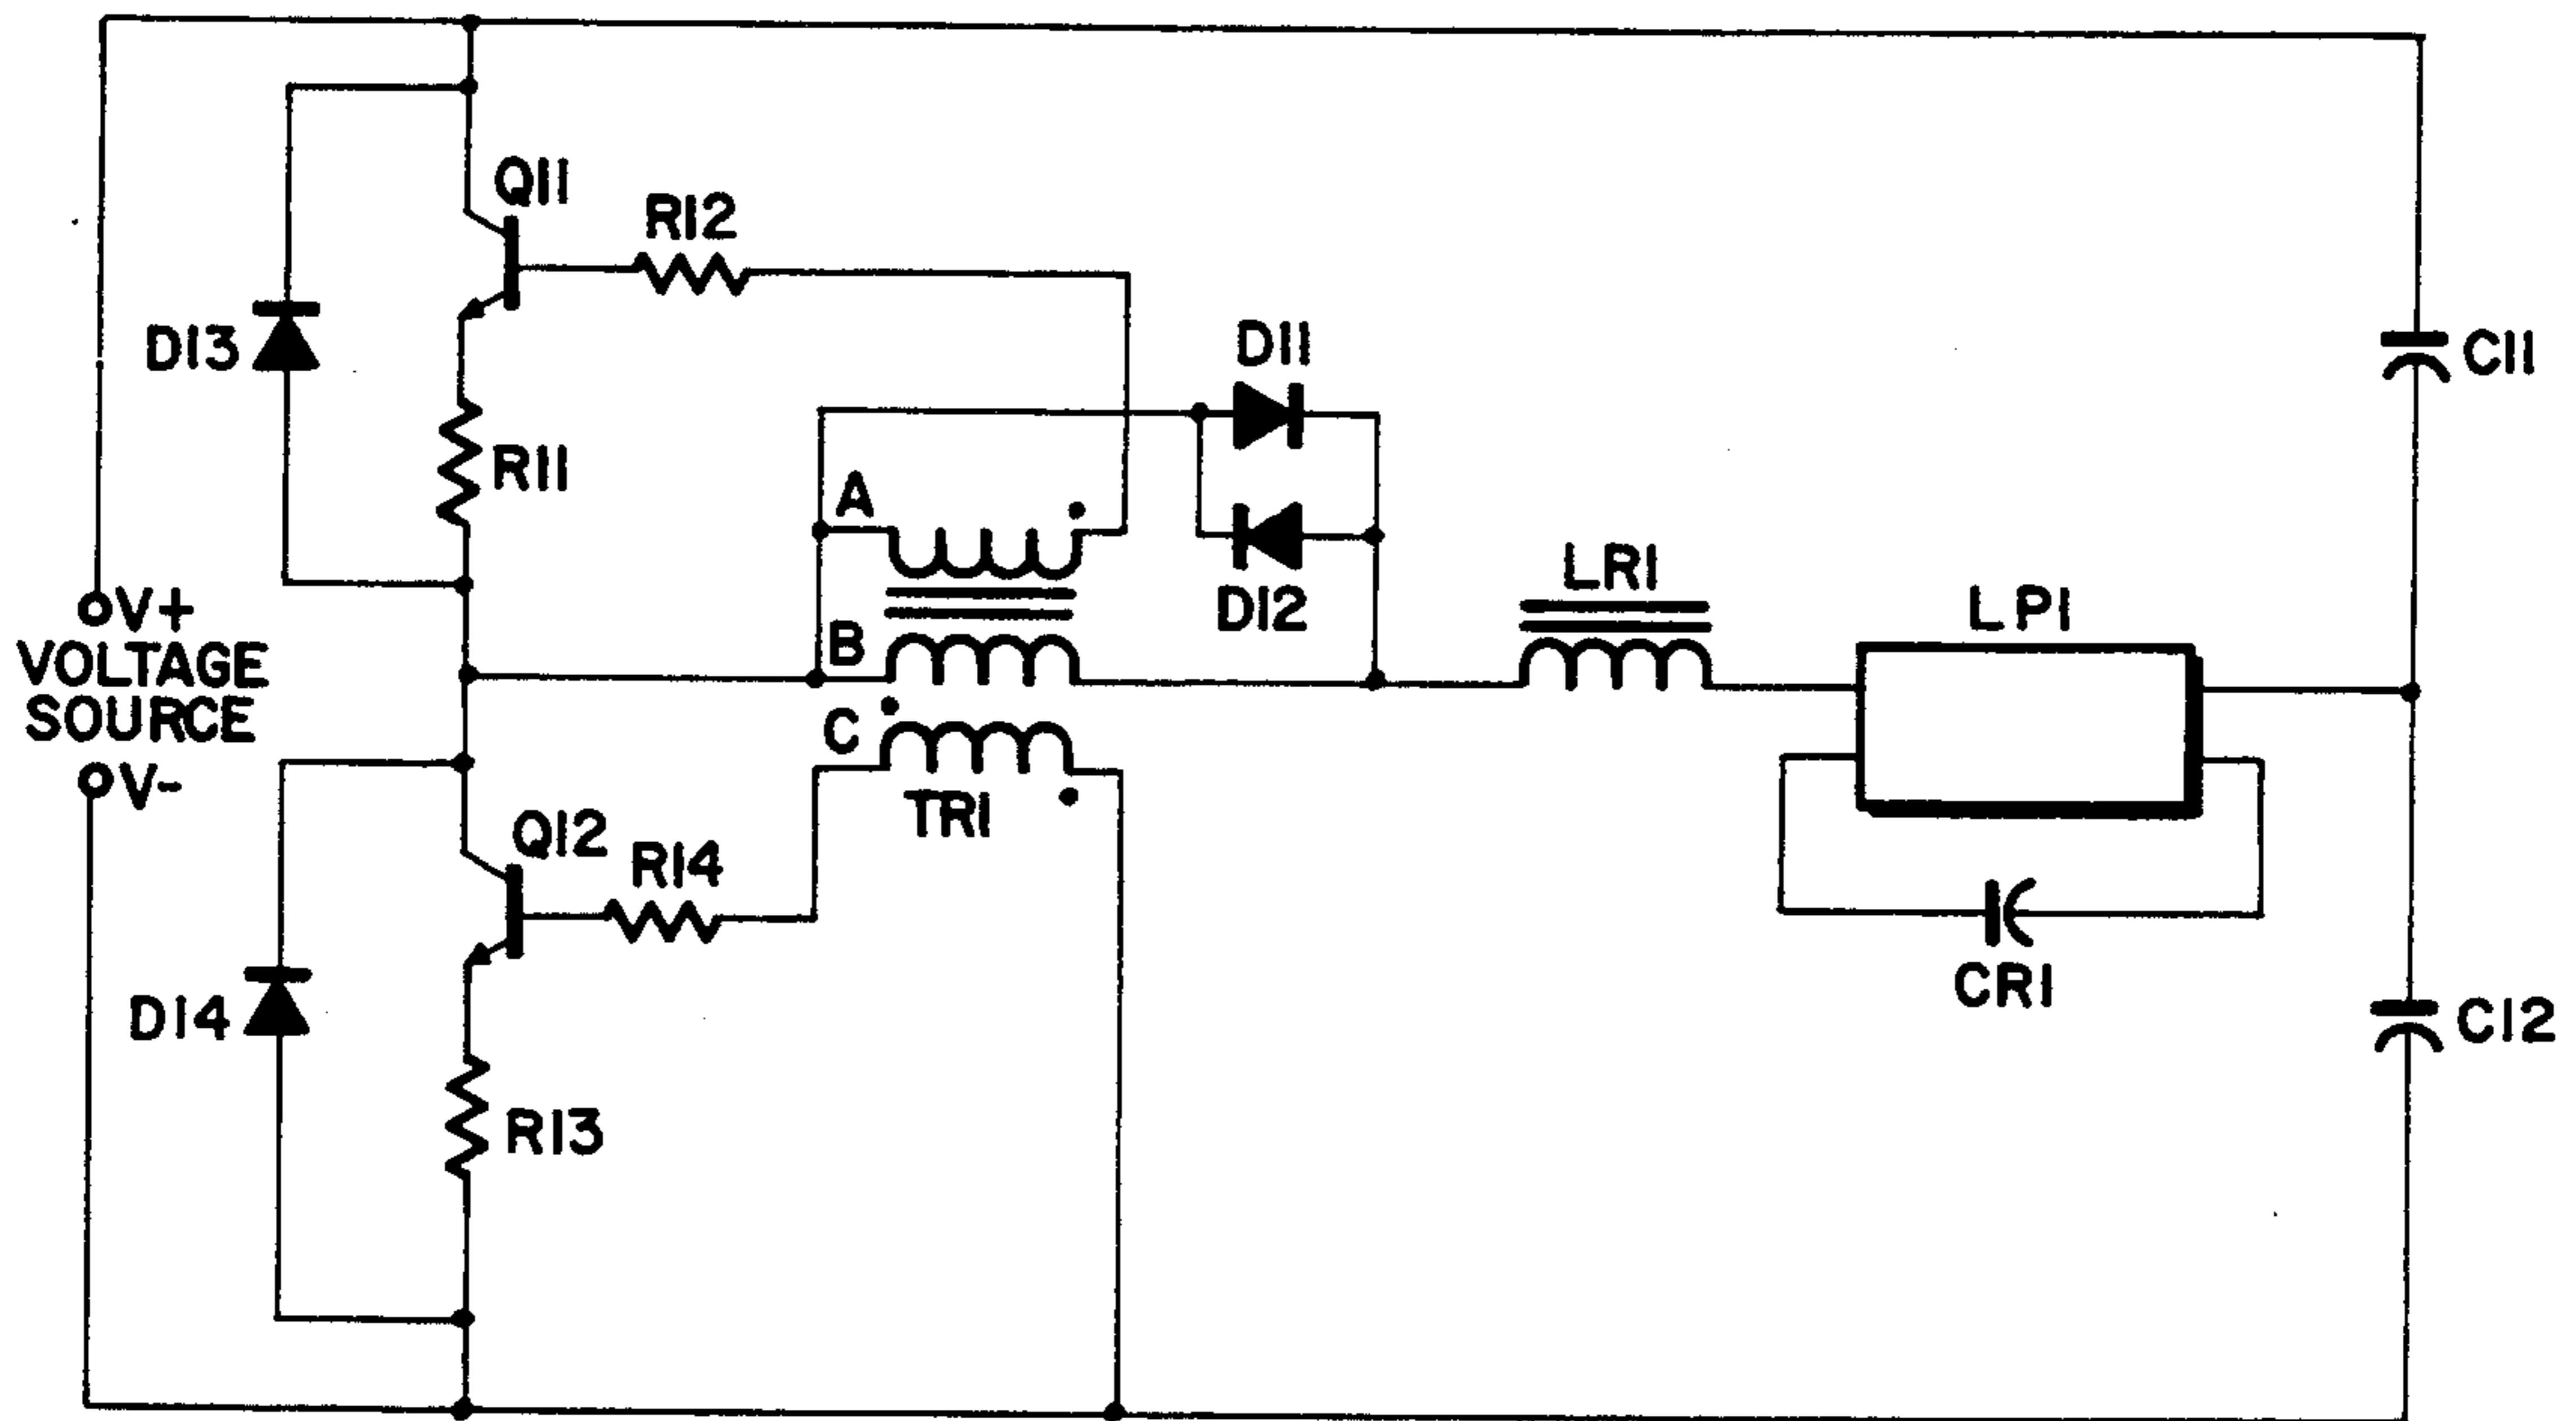 Q11
R12
D13
D11
C11
R11
A
D12
LR1
LP1
V+
VOLTAGE
SOURCE
V-
B
C
TR1
Q12
R14
CR1
D14
C12
R13